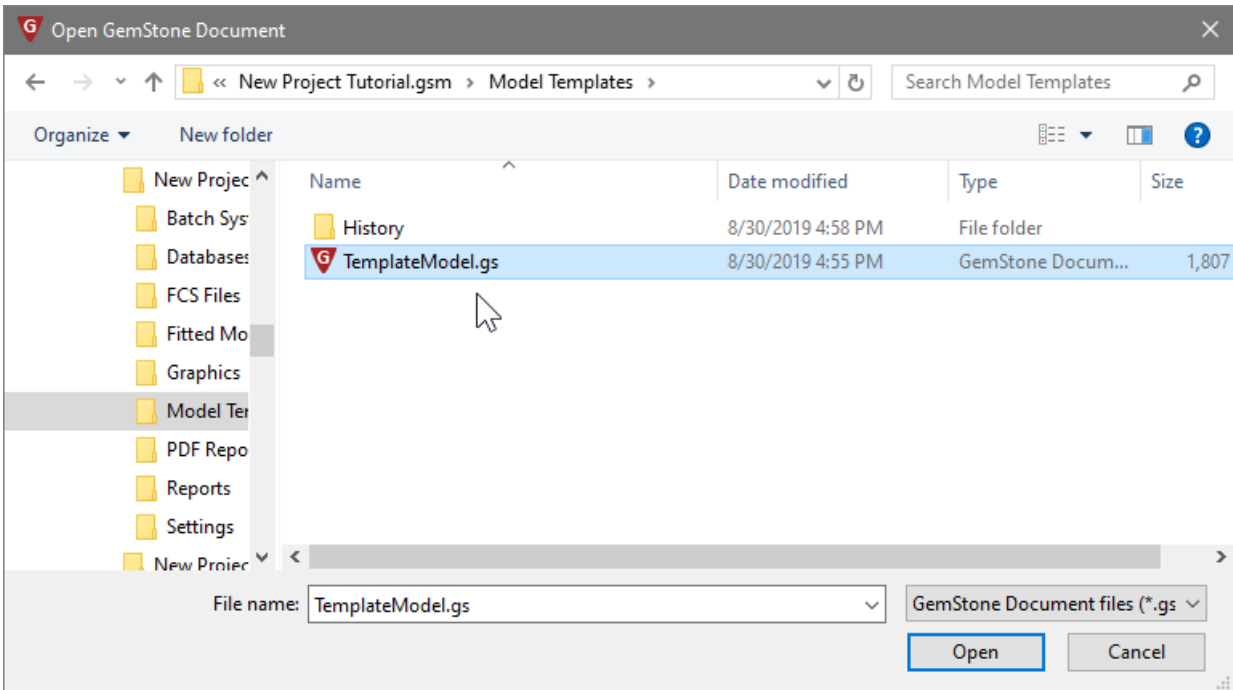 Open GemStone Document
« New Project Tutorial.gsm › Model Templates ›
Search Model Templates
Organize
New folder
?
Name
Date modified
Type
Size
New Projec
Batch Sys
Databases
FCS Files
Fitted Mo
Graphics
Model Ter
PDF Repo
Reports
Settings
New Projec
History
8/30/2019 4:58 PM
File folder
G
TemplateModel.gs
8/30/2019 4:55 PM
GemStone Docum...
1,807
File name:
TemplateModel.gs
GemStone Document files (*.gs
Open
Cancel